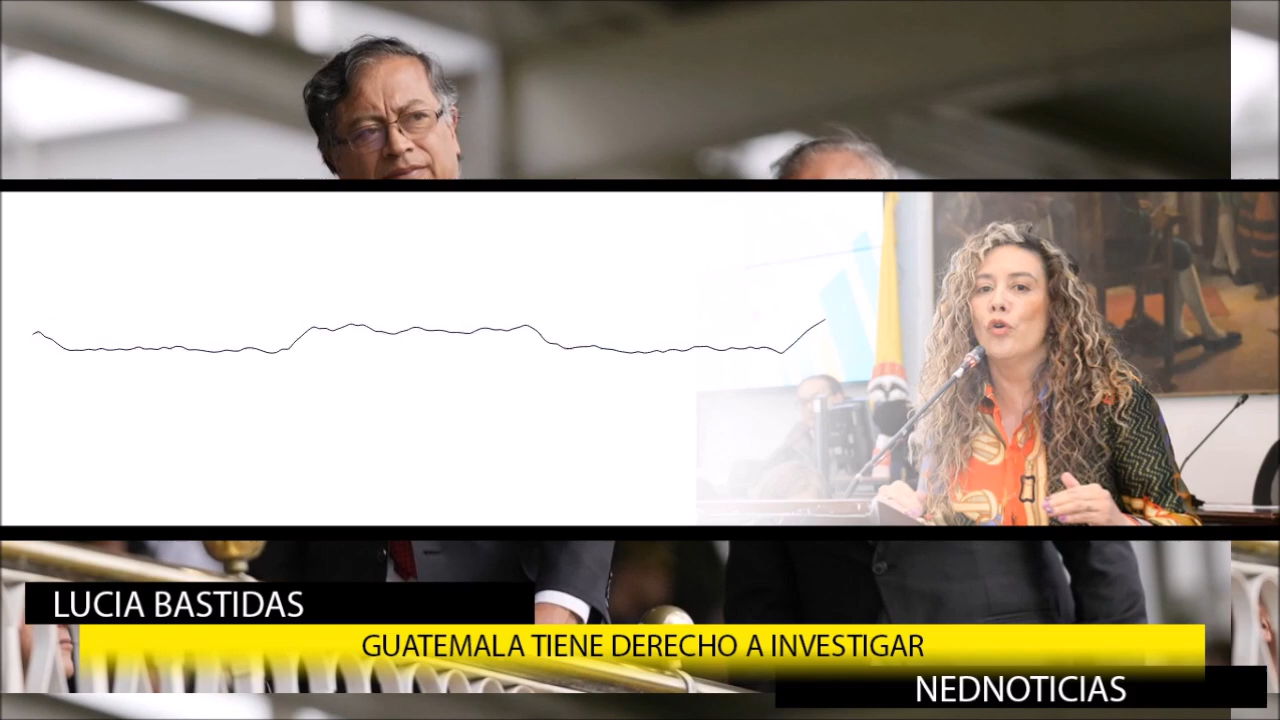 LUCIA BASTIDAS
GUATEMALA TIENE DERECHO A INVESTIGAR
NEDNOTICIAS